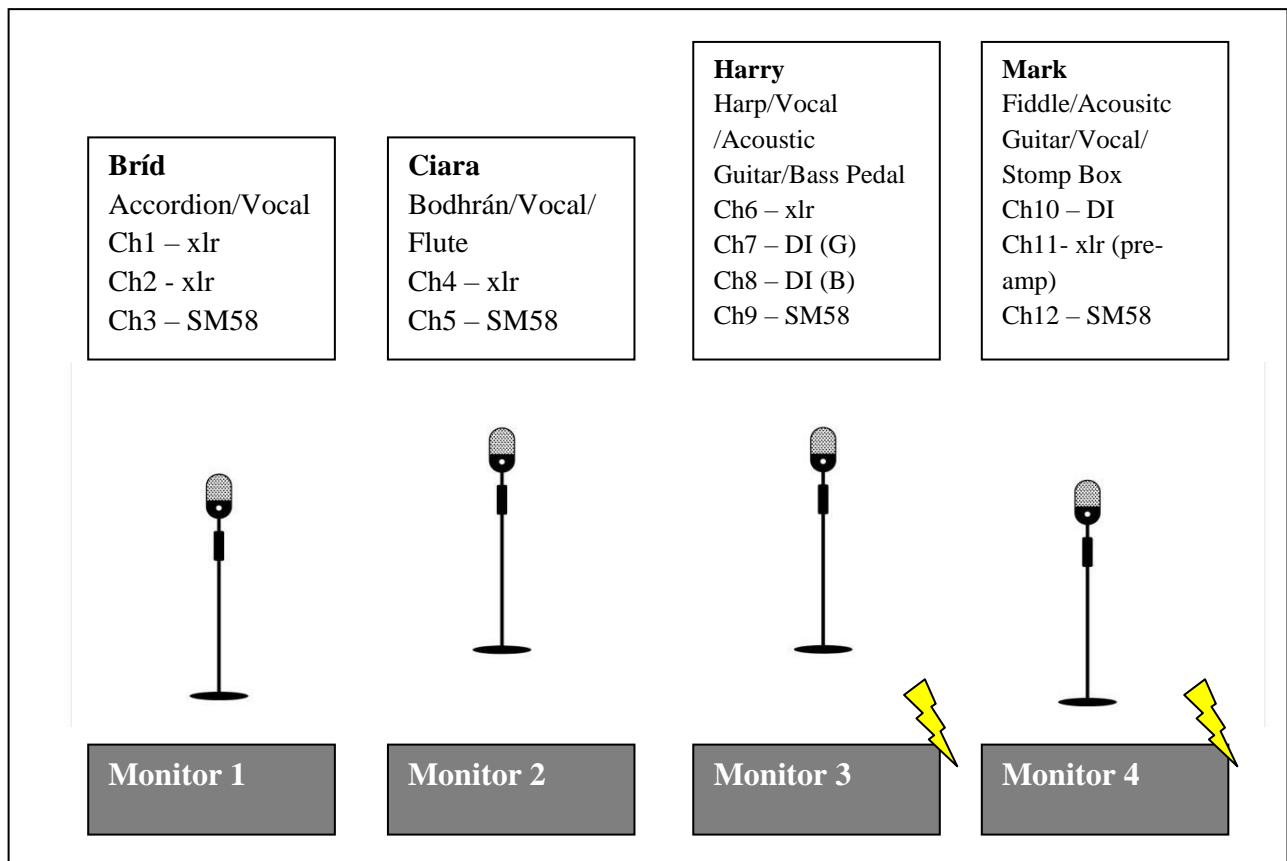 Bríd
Accordion/Vocal
Ch1 – xlr
Ch2 - xlr
Ch3 – SM58
Ciara
Bodhrán/Vocal/
Flute
Ch4 – xlr
Ch5 – SM58
Harry
Harp/Vocal
/Acoustic
Guitar/Bass Pedal
Ch6 – xlr
Ch7 – DI (G)
Ch8 – DI (B)
Ch9 – SM58
Mark
Fiddle/Acousitc
Guitar/Vocal/
Stomp Box
Ch10 – DI
Ch11- xlr (pre-
amp)
Ch12 – SM58
Monitor 1
Monitor 2
Monitor 3
Monitor 4